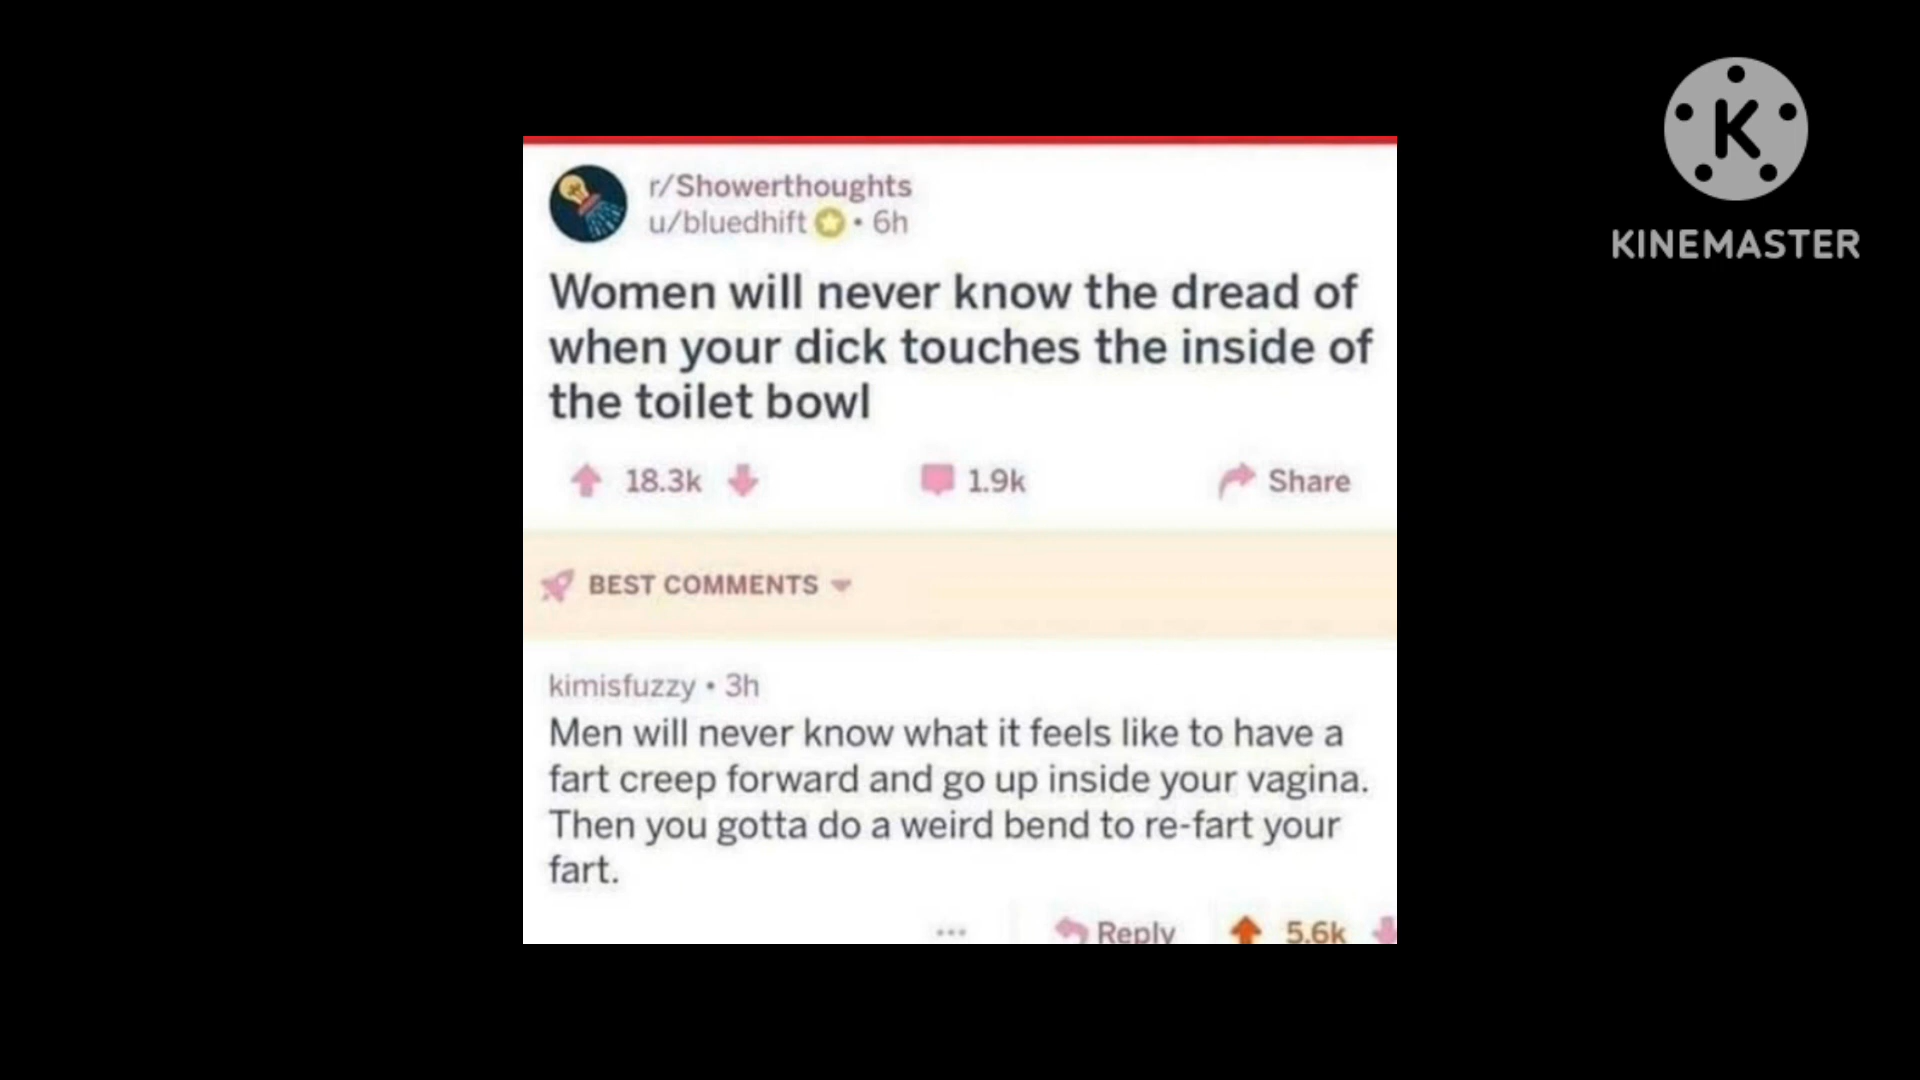 r/Showerthoughts
u/bluedhift • 6h
Women will never know the dread of
when your dick touches the inside of
the toilet bowl
18.3k
1.9k
Share
BEST COMMENTS
kimisfuzzy • 3h
Men will never know what it feels like to have a
fart creep forward and go up inside your vagina.
Then you gotta do a weird bend to re-fart your
fart.
... Reply 5.6k
K
KINEMASTER